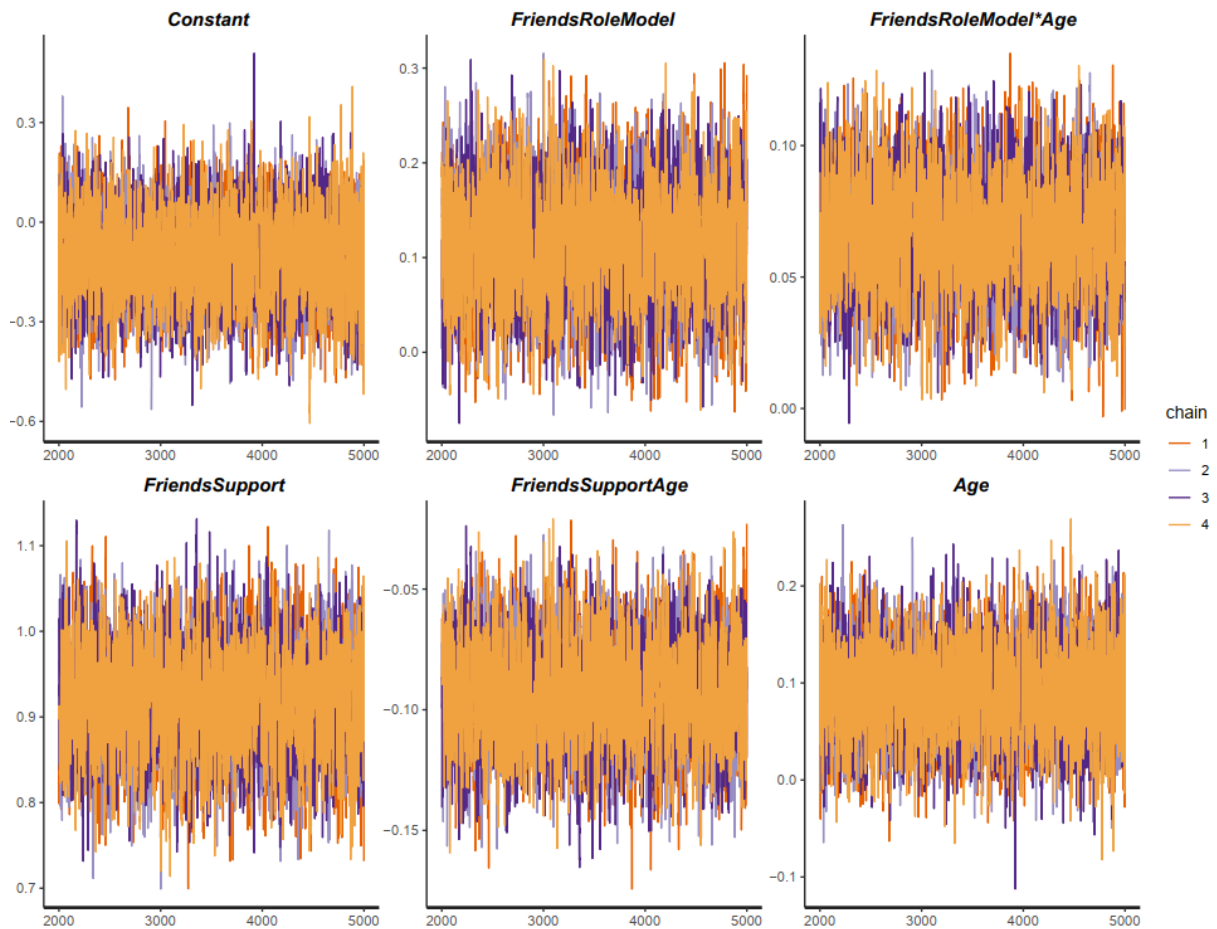 Constant
FriendsRoleModel
FriendsRoleModel*Age
0.3
0.0
−0.3
−0.6
2000 3000 4000 5000
0.3
0.2
0.1
0.0
2000 3000 4000 5000
0.10
0.05
0.00
2000 3000 4000 5000
FriendsSupport
FriendsSupportAge
Age
1.1
1.0
0.9
0.8
0.7
2000 3000 4000 5000
−0.05
−0.10
−0.15
2000 3000 4000 5000
0.2
0.1
0.0
−0.1
2000 3000 4000 5000
chain
1
2
3
4